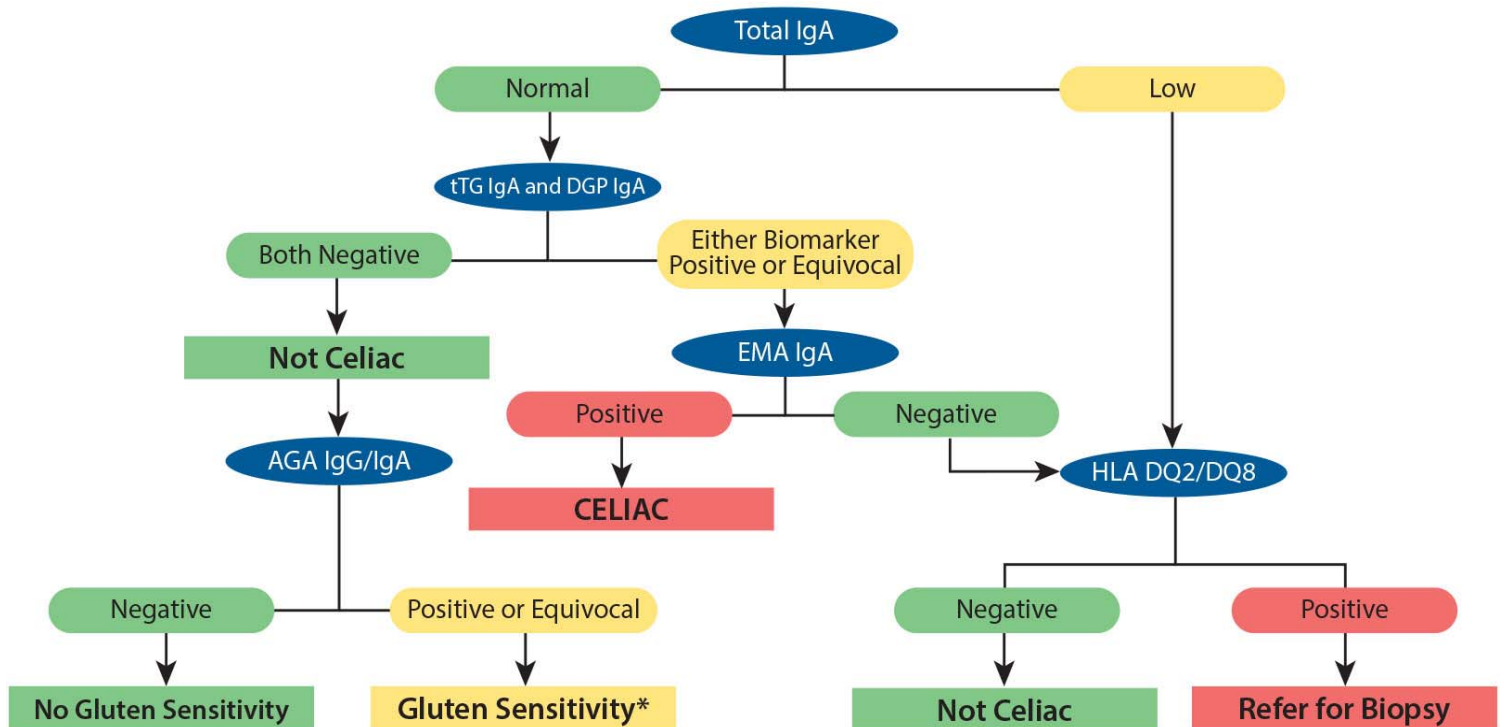 Total IgA
Normal
Low
tTG IgA and DGP IgA
Both Negative
Either Biomarker
Positive or Equivocal
Not Celiac
EMA IgA
Positive
Negative
AGA IgG/IgA
HLA DQ2/DQ8
CELIAC
Negative
Positive or Equivocal
Negative
Positive
No Gluten Sensitivity
Gluten Sensitivity*
Not Celiac
Refer for Biopsy